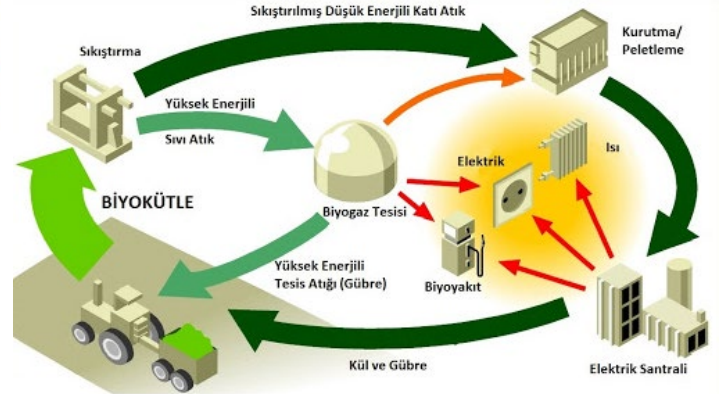 Sıkıştırılmış Düşük Enerjili Katı Atık
Kurutma/
Peletleme
Sıkıştırma
Yüksek Enerjili
Sıvı Atık
Elektrik
Isı
BİYOKÜTLE
Biyogaz Tesisi
Yüksek Enerjili
Tesis Atığı (Gübre)
Biyoyakıt
Kül ve Gübre
Elektrik Santrali